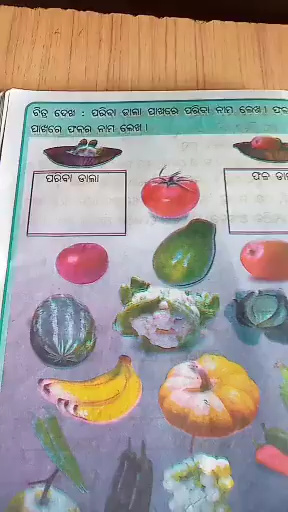 ଚିତ୍ର ଦେଖ : ପରିବା ଡାଲା ପାଖରେ ପରିବା ନାମ ଲେଖ। ଫଳ
ପାଖରେ ଫଳର ନାମ ଲେଖ।
ପରିବା ଡାଲା
ଫଳ ଡା